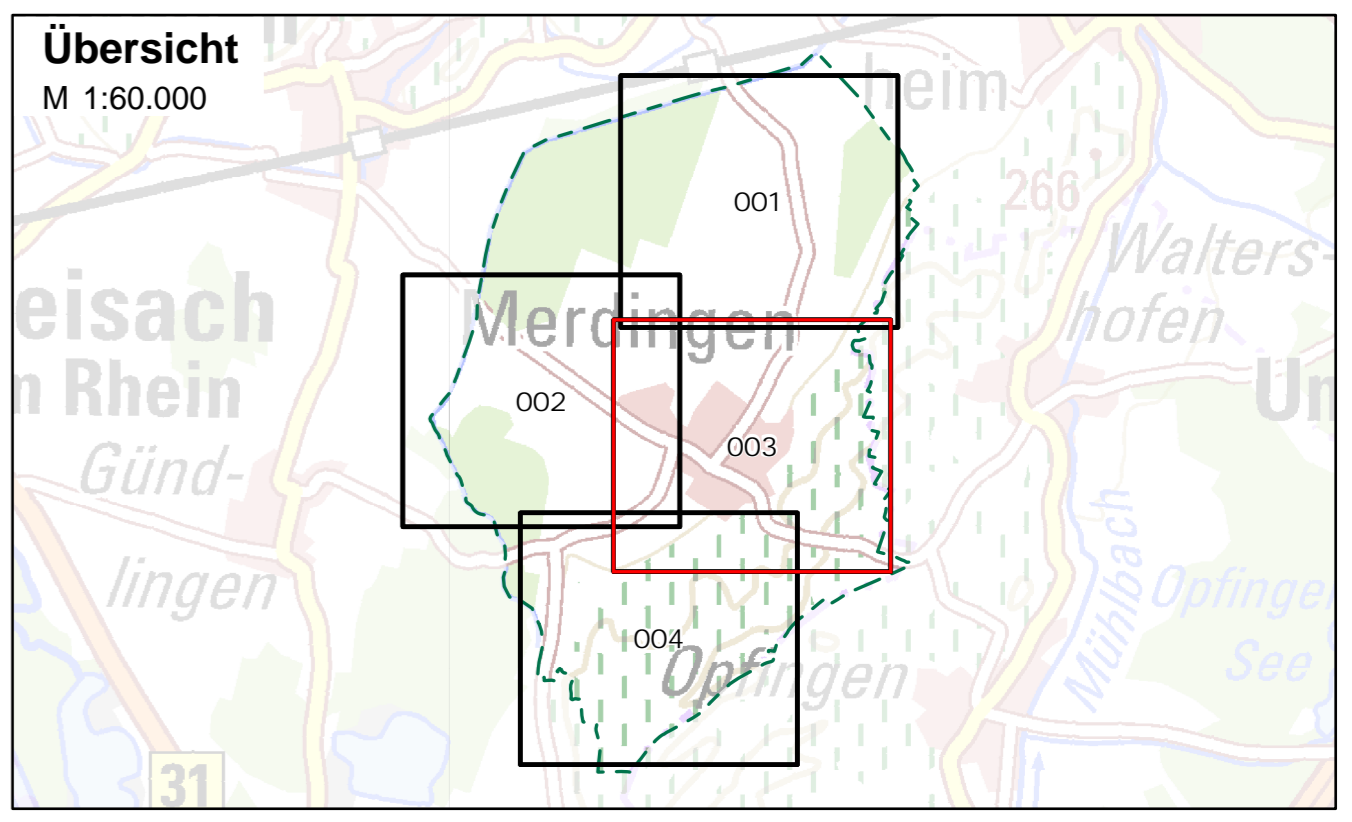 Übersicht
M 1:60.000
heim
001
266
Walters-
hofen
eisach
m Rhein
Merdingen
002
003
Günd-
lingen
004
Opfingen
Mühlbach
Opfinger
See
31